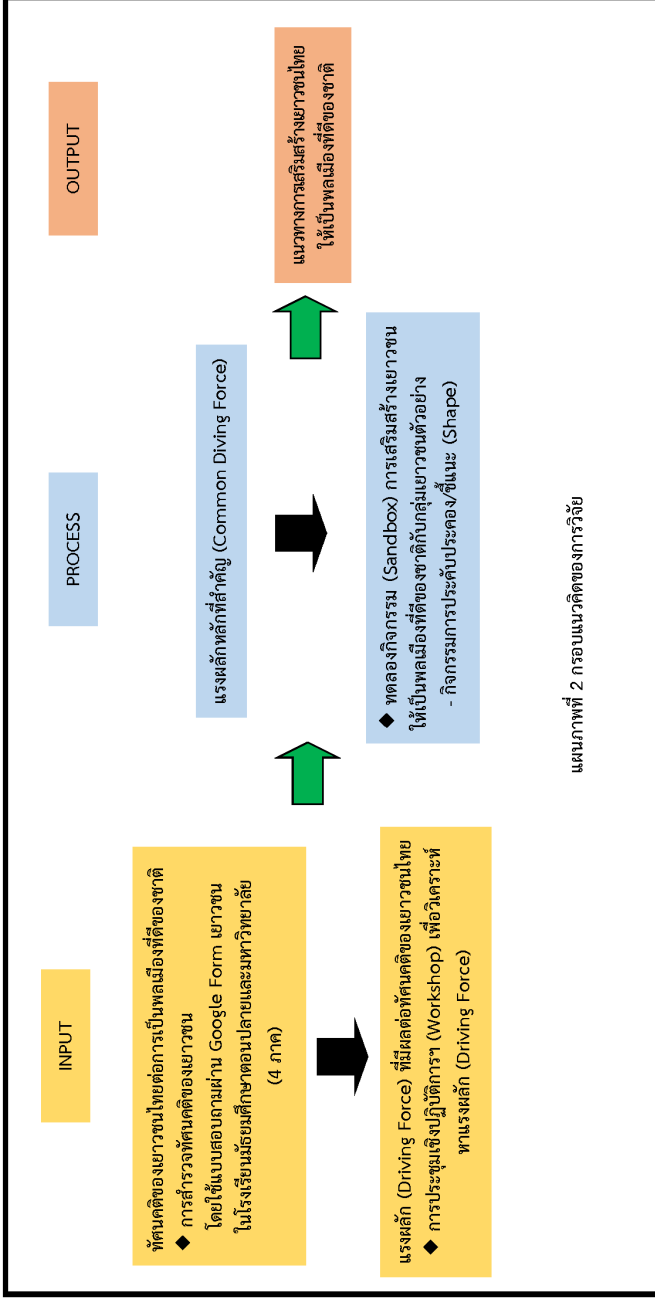 INPUT
ทัศนคติของเยาวชนไทยต่อการเป็นพลเมืองที่ดีของชาติ
◆ การสำรวจทัศนคติของเยาวชน
โดยใช้แบบสอบถามผ่าน Google Form เยาวชน
ในโรงเรียนมัธยมศึกษาตอนปลายและมหาวิทยาลัย
(4 ภาค)
แรงผลัก (Driving Force) ที่มีผลต่อทัศนคติของเยาวชนไทย
◆ การประชุมเชิงปฏิบัติการฯ (Workshop) เพื่อวิเคราะห์
หาแรงผลัก (Driving Force)
PROCESS
แรงผลักหลักที่สำคัญ (Common Diving Force)
◆ ทดลองกิจกรรม (Sandbox) การเสริมสร้างเยาวชน
ให้เป็นพลเมืองที่ดีของชาติกับกลุ่มเยาวชนตัวอย่าง
- กิจกรรมการประคับประคอง/ชี้แนะ (Shape)
OUTPUT
แนวทางการเสริมสร้างเยาวชนไทย
ให้เป็นพลเมืองที่ดีของชาติ
แผนภาพที่ 2 กรอบแนวคิดของการวิจัย